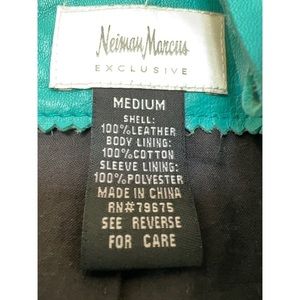 Neiman Marcus
EXCLUSIVE
MEDIUM
SHELL:
100%LEATHER
BODY LINING:
100%COTTON
SLEEVE LINING:
100%POLYESTER
MADE IN CHINA
RN#79675
SEE REVERSE
FOR CARE